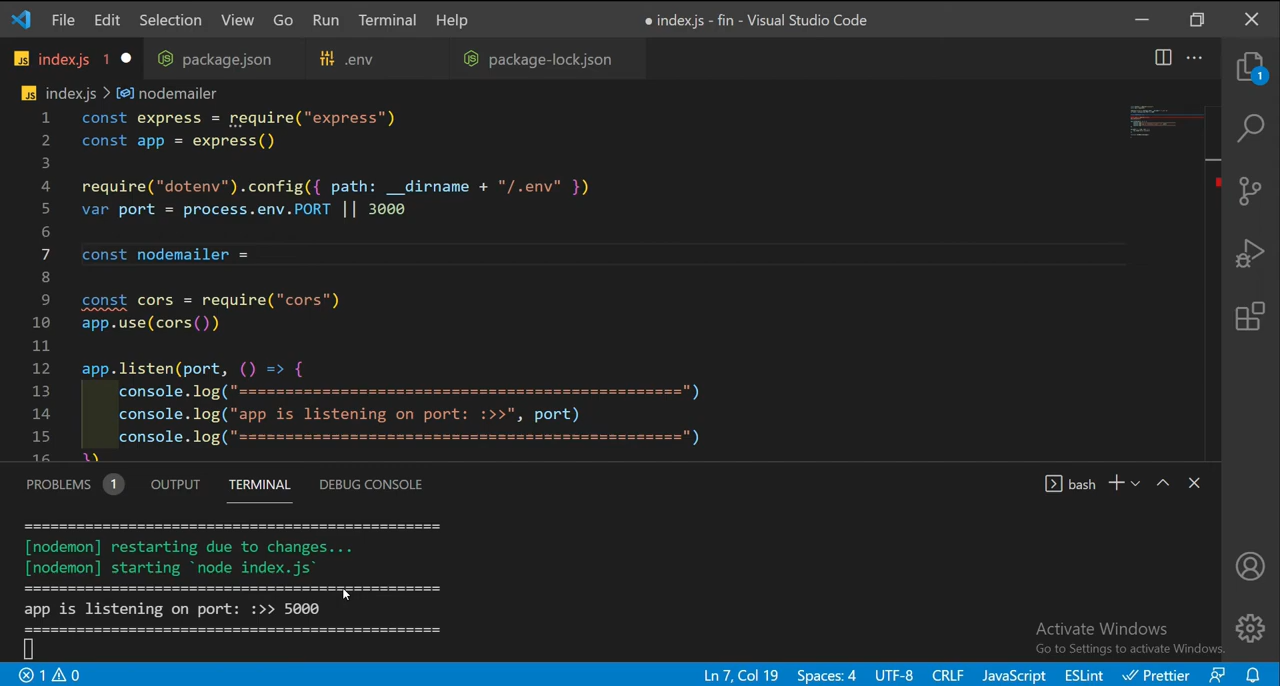 File Edit Selection View Go Run Terminal Help ● index.js - fin - Visual Studio Code
JS index.js 1 ● package.json .env package-lock.json
JS index.js > nodemailer
1 const express = require("express")
2 const app = express()
3
4 require("dotenv").config({ path: __dirname + "/.env" })
5 var port = process.env.PORT || 3000
6
7 const nodemailer =
8
9 const cors = require("cors")
10 app.use(cors())
11
12 app.listen(port, () => {
13 console.log("================================================")
14 console.log("app is listening on port: :>>", port)
15 console.log("================================================")
16 })
PROBLEMS 1 OUTPUT TERMINAL DEBUG CONSOLE bash
================================================
[nodemon] restarting due to changes...
[nodemon] starting `node index.js`
================================================
app is listening on port: :>> 5000
================================================
Activate Windows
Go to Settings to activate Windows.
1 0 Ln 7, Col 19 Spaces: 4 UTF-8 CRLF JavaScript ESLint Prettier
1